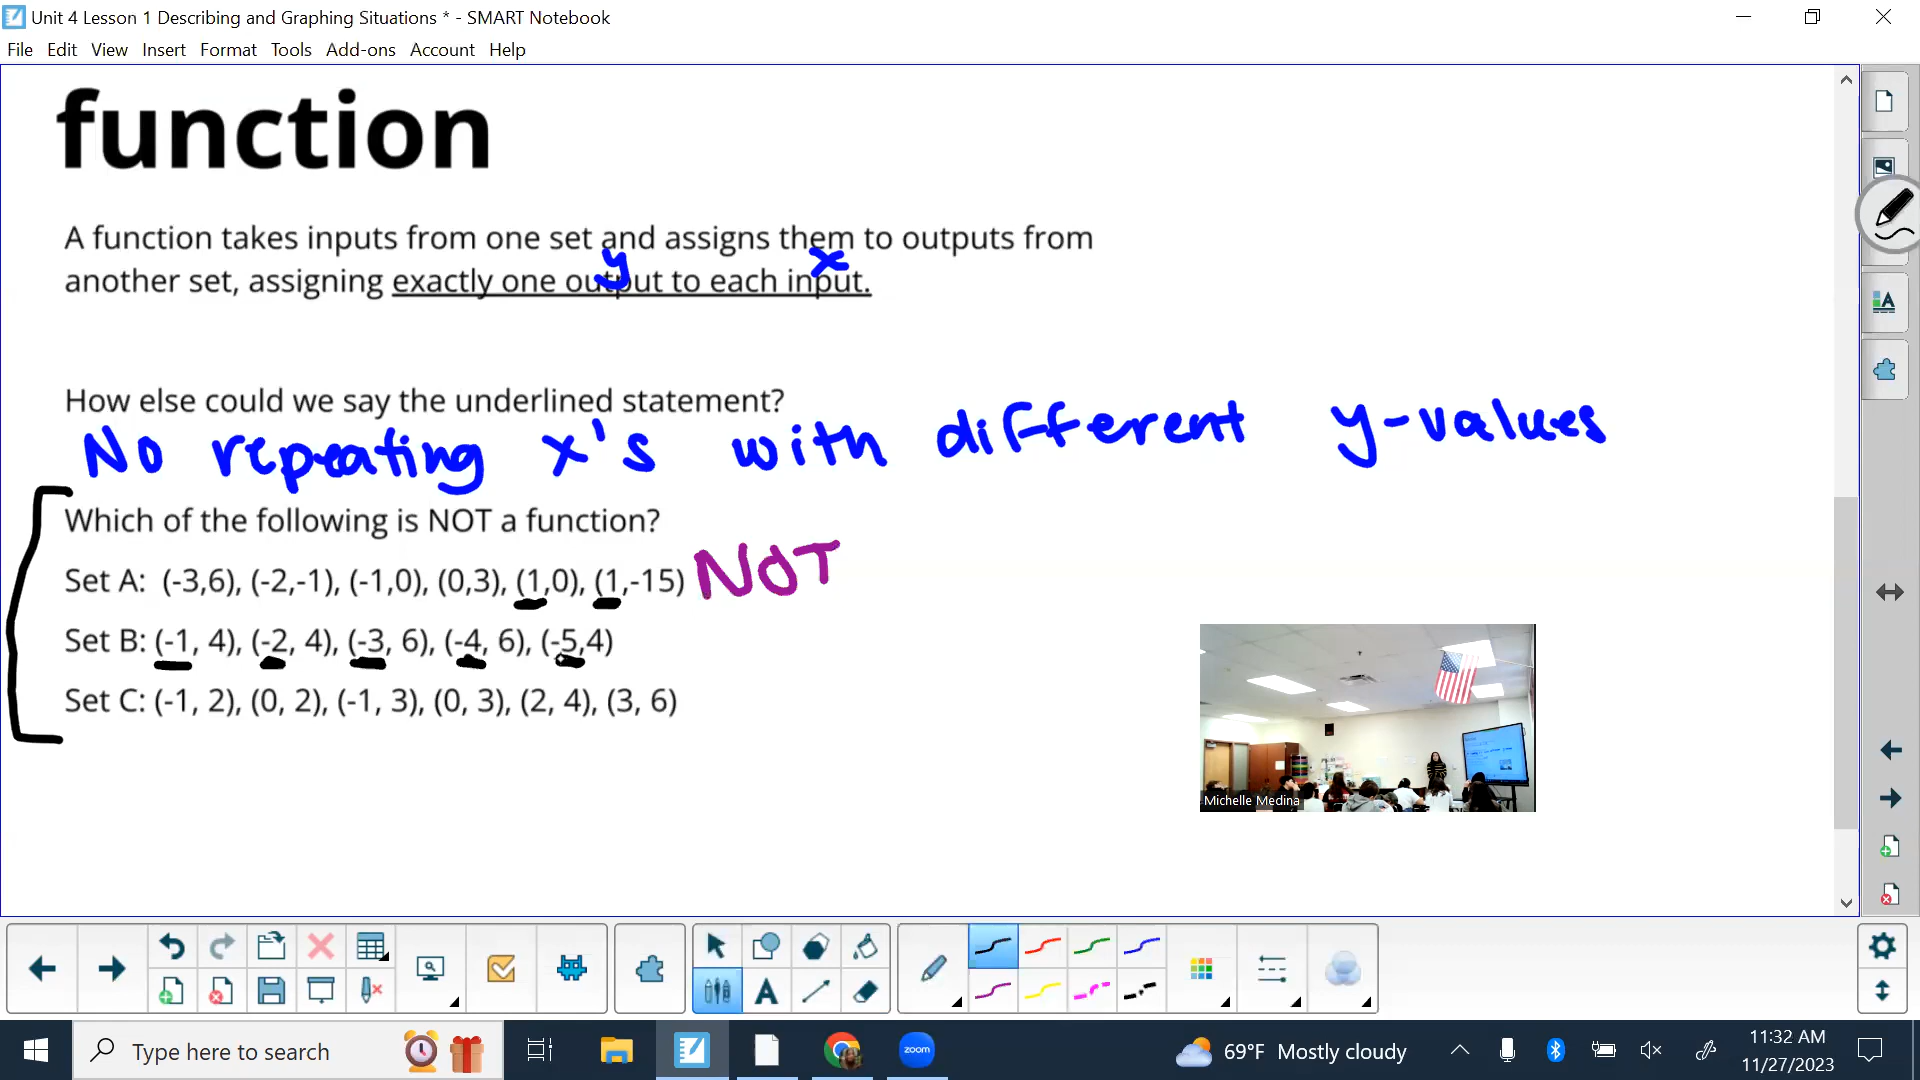 Unit 4 Lesson 1 Describing and Graphing Situations * - SMART Notebook
File Edit View Insert Format Tools Add-ons Account Help
function
A function takes inputs from one set and assigns them to outputs from
y x
another set, assigning exactly one output to each input.
How else could we say the underlined statement?
No repeating x's with different y-values
Which of the following is NOT a function?
Set A: (-3,6), (-2,-1), (-1,0), (0,3), (1,0), (1,-15) NOT
Set B: (-1, 4), (-2, 4), (-3, 6), (-4, 6), (-5,4)
Set C: (-1, 2), (0, 2), (-1, 3), (0, 3), (2, 4), (3, 6)
Michelle Medina
A
Type here to search
zoom
69°F Mostly cloudy
11:32 AM
11/27/2023